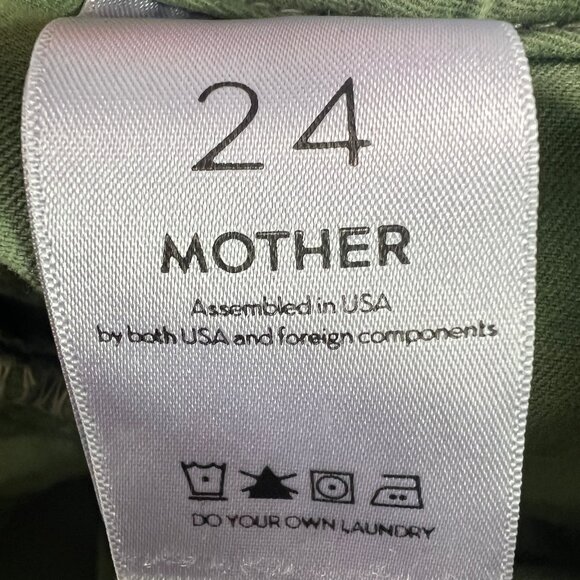 24
MOTHER
Assembled in USA
by both USA and foreign components
DO YOUR OWN LAUNDRY